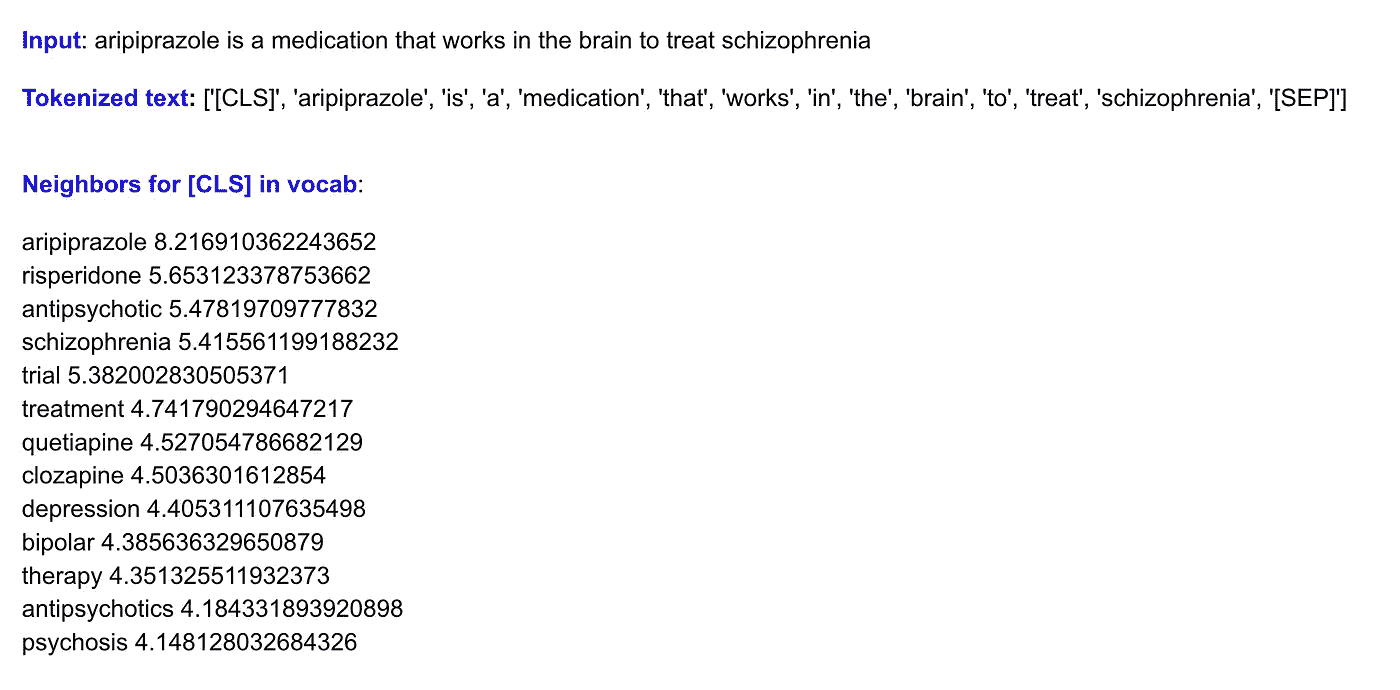 Input: aripiprazole is a medication that works in the brain to treat schizophrenia
Tokenized text: ['[CLS]', 'aripiprazole', 'is', 'a', 'medication', 'that', 'works', 'in', 'the', 'brain', 'to', 'treat', 'schizophrenia', '[SEP]']
Neighbors for [CLS] in vocab:
aripiprazole 8.216910362243652
risperidone 5.653123378753662
antipsychotic 5.47819709777832
schizophrenia 5.415561199188232
trial 5.382002830505371
treatment 4.741790294647217
quetiapine 4.527054786682129
clozapine 4.5036301612854
depression 4.405311107635498
bipolar 4.385636329650879
therapy 4.351325511932373
antipsychotics 4.184331893920898
psychosis 4.148128032684326